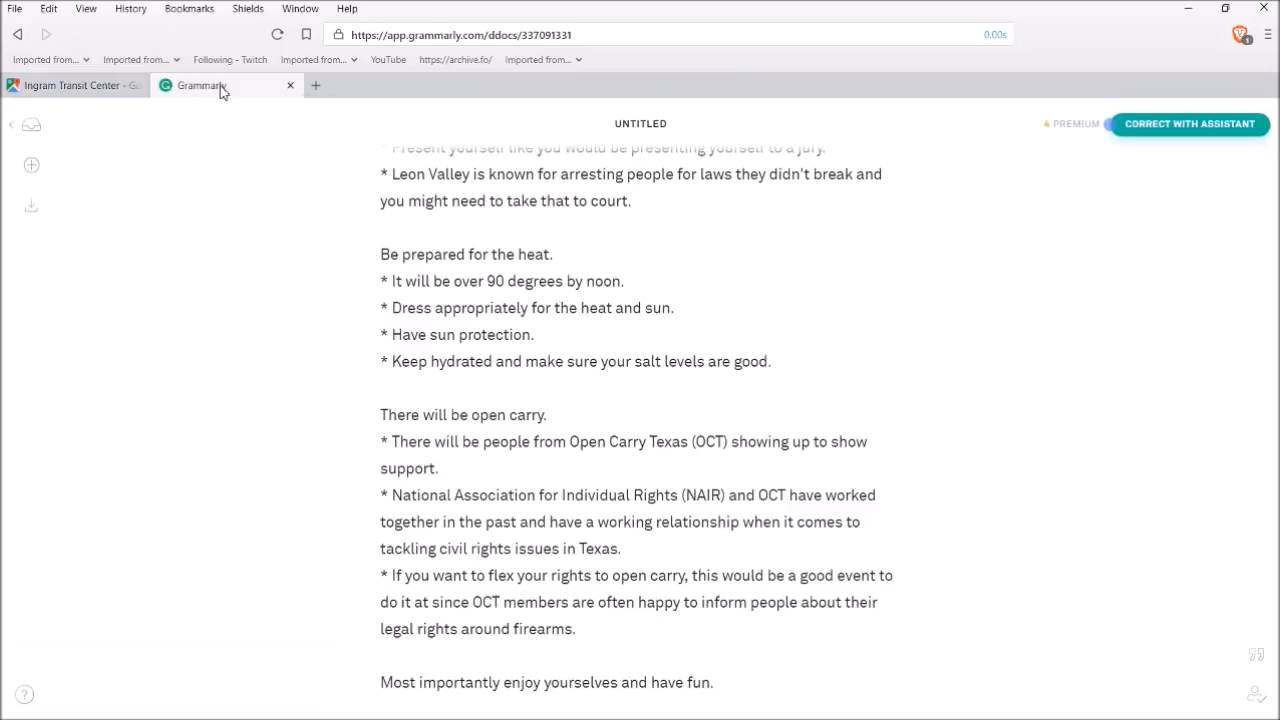 File Edit View History Bookmarks Shields Window Help
https://app.grammarly.com/ddocs/337091331 0.00s
1
Imported from... Imported from... Following - Twitch Imported from... YouTube https://archive.fo/ Imported from...
Ingram Transit Center - Go Grammarly
UNTITLED
PREMIUM CORRECT WITH ASSISTANT
* Present yourself like you would be presenting yourself to a jury.
* Leon Valley is known for arresting people for laws they didn't break and
you might need to take that to court.
Be prepared for the heat.
* It will be over 90 degrees by noon.
* Dress appropriately for the heat and sun.
* Have sun protection.
* Keep hydrated and make sure your salt levels are good.
There will be open carry.
* There will be people from Open Carry Texas (OCT) showing up to show
support.
* National Association for Individual Rights (NAIR) and OCT have worked
together in the past and have a working relationship when it comes to
tackling civil rights issues in Texas.
* If you want to flex your rights to open carry, this would be a good event to
do it at since OCT members are often happy to inform people about their
legal rights around firearms.
Most importantly enjoy yourselves and have fun.